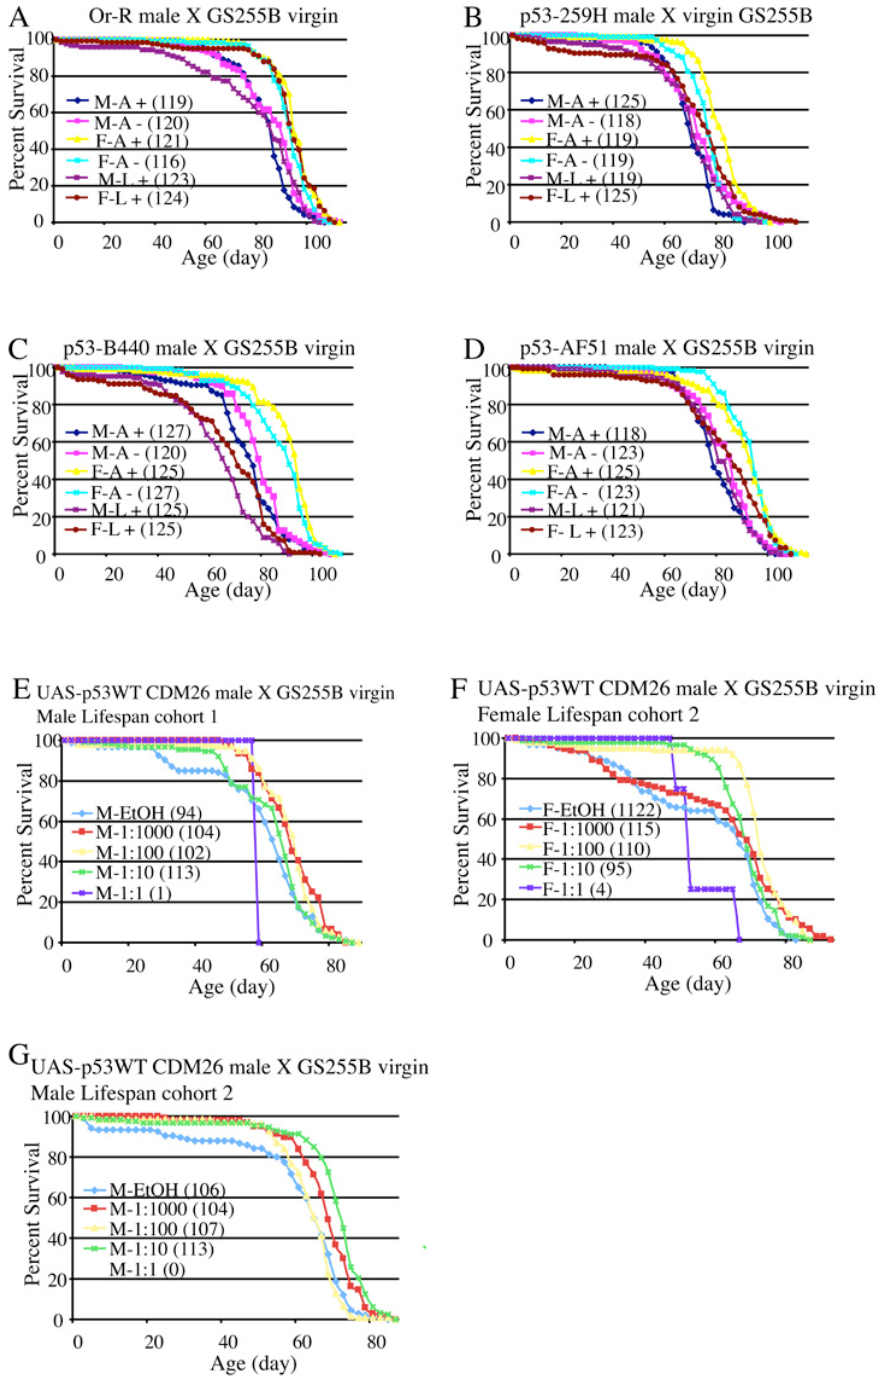 A
Or-R male X GS255B virgin
Percent Survival
100
80
60
40
20
0
M-A + (119)
M-A - (120)
F-A + (121)
F-A - (116)
M-L + (123)
F-L + (124)
0 20 40 60 80 100
Age (day)
B
p53-259H male X virgin GS255B
Percent Survival
100
80
60
40
20
0
M-A + (125)
M-A - (118)
F-A + (119)
F-A - (119)
M-L + (119)
F-L + (125)
0 20 40 60 80 100
Age (day)
C
p53-B440 male X GS255B virgin
Percent Survival
100
80
60
40
20
0
M-A + (127)
M-A - (120)
F-A + (125)
F-A - (127)
M-L + (125)
F-L + (125)
0 20 40 60 80 100
Age (day)
D
p53-AF51 male X GS255B virgin
Percent Survival
100
80
60
40
20
0
M-A + (118)
M-A - (123)
F-A + (125)
F-A - (123)
M-L + (121)
F- L + (123)
0 20 40 60 80 100
Age (day)
E
UAS-p53WT CDM26 male X GS255B virgin
Male Lifespan cohort 1
Percent Survival
100
80
60
40
20
0
M-EtOH (94)
M-1:1000 (104)
M-1:100 (102)
M-1:10 (113)
M-1:1 (1)
0 20 40 60 80
Age (day)
F
UAS-p53WT CDM26 male X GS255B virgin
Female Lifespan cohort 2
Percent Survival
100
80
60
40
20
0
F-EtOH (1122)
F-1:1000 (115)
F-1:100 (110)
F-1:10 (95)
F-1:1 (4)
0 20 40 60 80
Age (day)
G
UAS-p53WT CDM26 male X GS255B virgin
Male Lifespan cohort 2
Percent Survival
100
80
60
40
20
0
M-EtOH (106)
M-1:1000 (104)
M-1:100 (107)
M-1:10 (113)
M-1:1 (0)
0 20 40 60 80
Age (day)